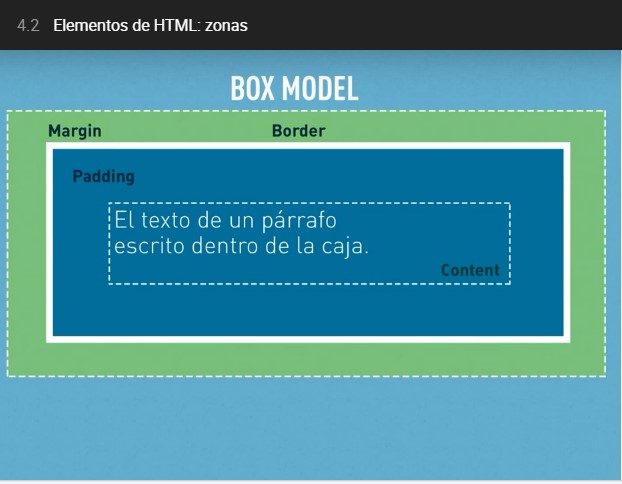 4.2 Elementos de HTML: zonas
BOX MODEL
Margin Border
Padding
El texto de un párrafo
escrito dentro de la caja.
Content